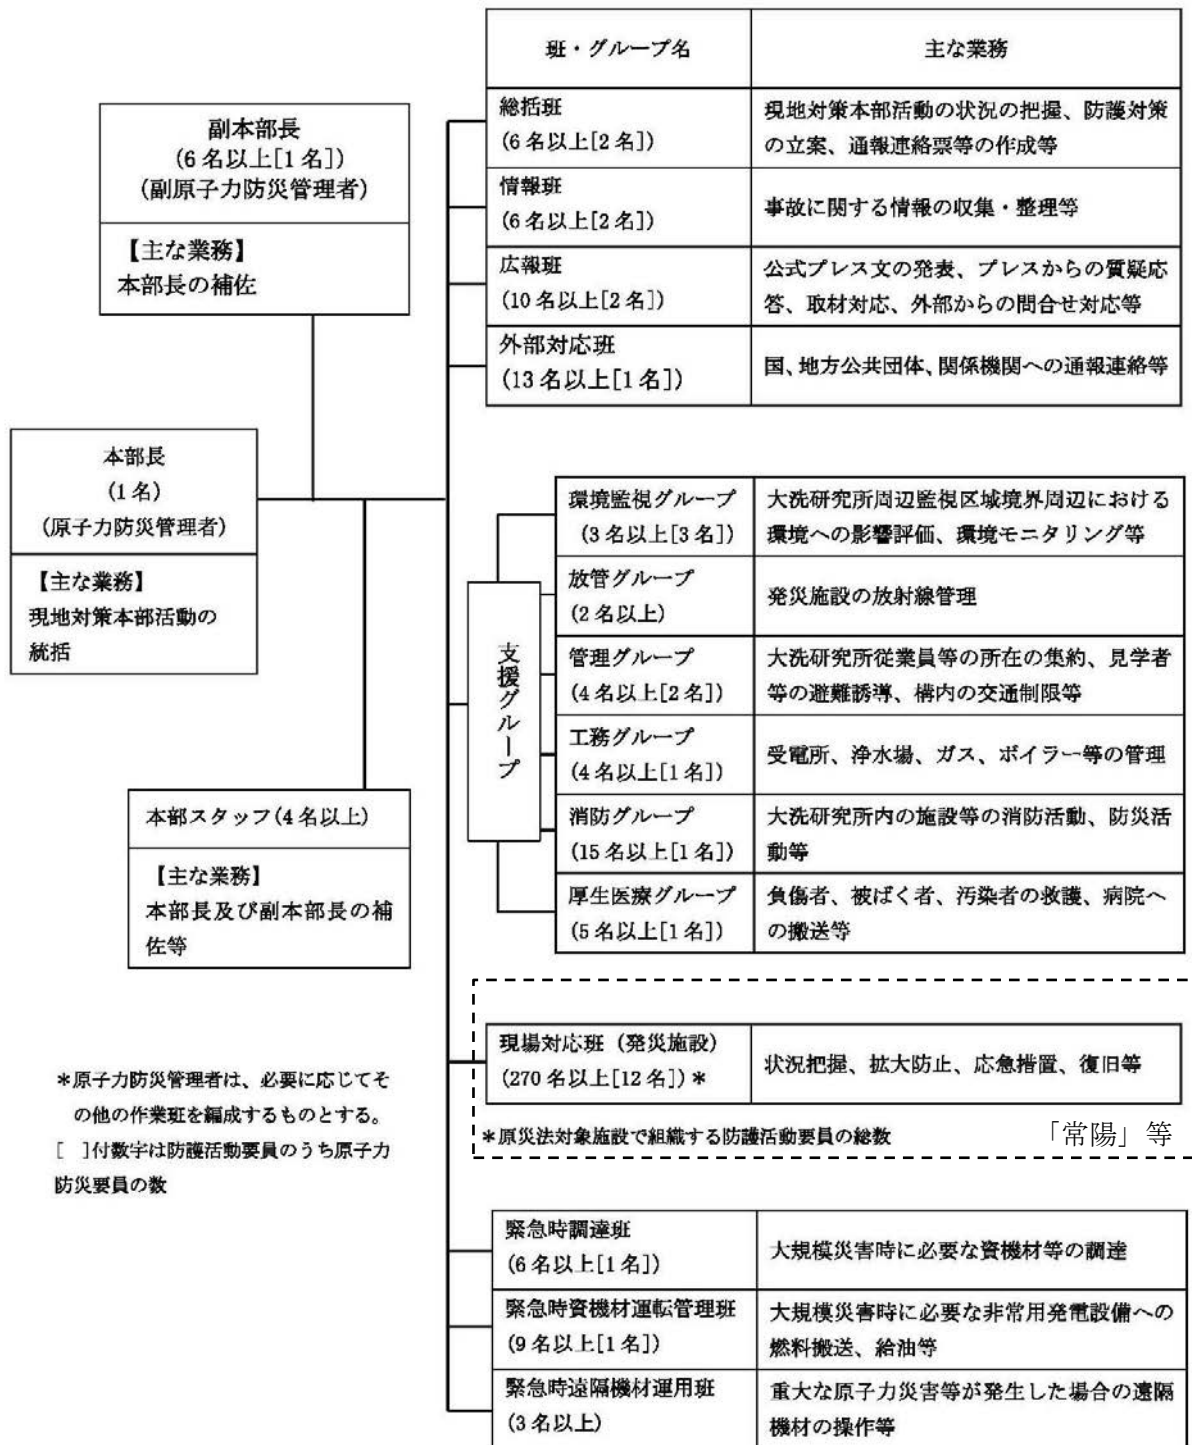 班・グループ名
主な業務
総括班
(6名以上[2名])
現地対策本部活動の状況の把握、防護対策
の立案、通報連絡票等の作成等
情報班
(6名以上[2名])
事故に関する情報の収集・整理等
広報班
(10名以上[2名])
公式プレス文の発表、プレスからの質疑応
答、取材対応、外部からの問合せ対応等
外部対応班
(13名以上[1名])
国、地方公共団体、関係機関への通報連絡等
副本部長
(6名以上[1名])
(副原子力防災管理者)
【主な業務】
本部長の補佐
本部長
(1名)
(原子力防災管理者)
【主な業務】
現地対策本部活動の
統括
本部スタッフ(4名以上)
【主な業務】
本部長及び副本部長の補
佐等
支援グループ
環境監視グループ
(3名以上[3名])
大洗研究所周辺監視区域境界周辺における
環境への影響評価、環境モニタリング等
放管グループ
(2名以上)
発災施設の放射線管理
管理グループ
(4名以上[2名])
大洗研究所従業員等の所在の集約、見学者
等の避難誘導、構内の交通制限等
工務グループ
(4名以上[1名])
受電所、浄水場、ガス、ボイラー等の管理
消防グループ
(15名以上[1名])
大洗研究所内の施設等の消防活動、防災活
動等
厚生医療グループ
(5名以上[1名])
負傷者、被ばく者、汚染者の救護、病院へ
の搬送等
現場対応班（発災施設）
(270名以上[12名])＊
状況把握、拡大防止、応急措置、復旧等
＊原災法対象施設で組織する防護活動要員の総数
「常陽」等
＊原子力防災管理者は、必要に応じてそ
の他の作業班を編成するものとする。
[　]付数字は防護活動要員のうち原子力
防災要員の数
緊急時調達班
(6名以上[1名])
大規模災害時に必要な資機材等の調達
緊急時資機材運転管理班
(9名以上[1名])
大規模災害時に必要な非常用発電設備への
燃料搬送、給油等
緊急時遠隔機材運用班
(3名以上)
重大な原子力災害等が発生した場合の遠隔
機材の操作等